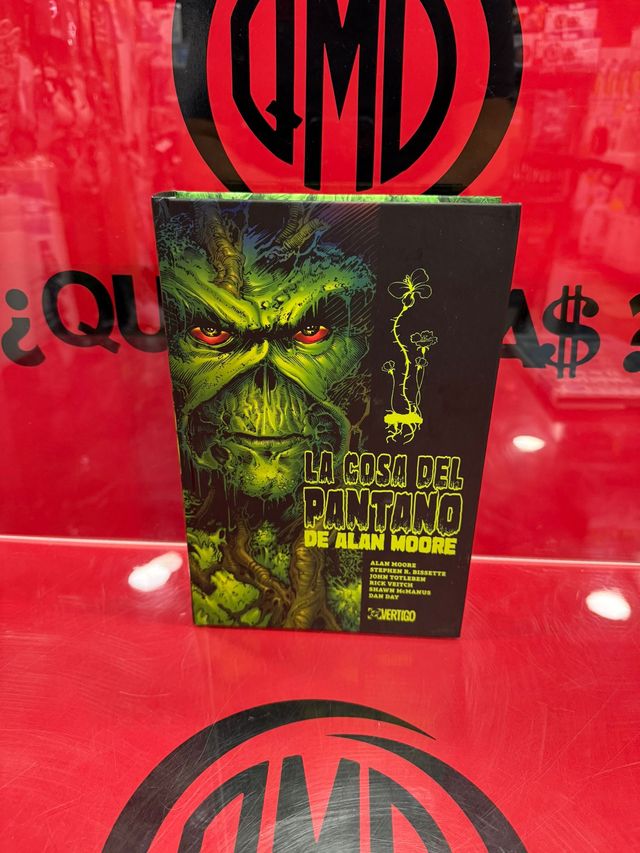 QMD
¿QU
A$?
LA COSA DEL
PANTANO
DE ALAN MOORE
ALAN MOORE
STEPHEN R. BISSETTE
JOHN TOTLEBEN
RICK VEITCH
SHAWN McMANUS
DAN DAY
DC VERTIGO
QMD